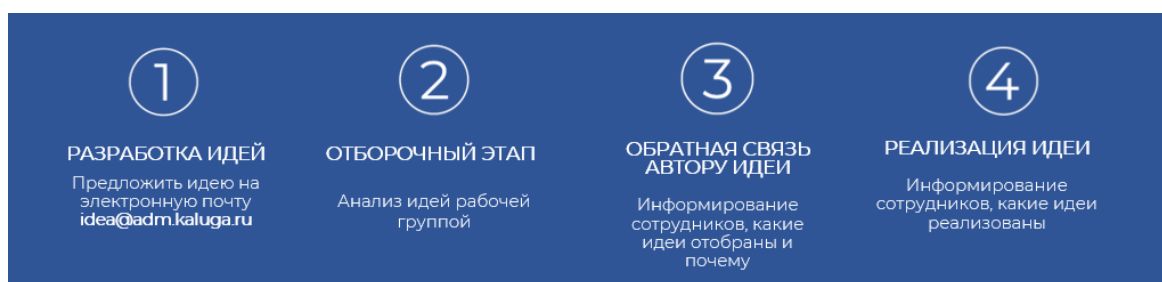 1
РАЗРАБОТКА ИДЕЙ
Предложить идею на
электронную почту
idea@adm.kaluga.ru
2
ОТБОРОЧНЫЙ ЭТАП
Анализ идей рабочей
группой
3
ОБРАТНАЯ СВЯЗЬ
АВТОРУ ИДЕИ
Информирование
сотрудников, какие
идеи отобраны и
почему
4
РЕАЛИЗАЦИЯ ИДЕИ
Информирование
сотрудников, какие идеи
реализованы